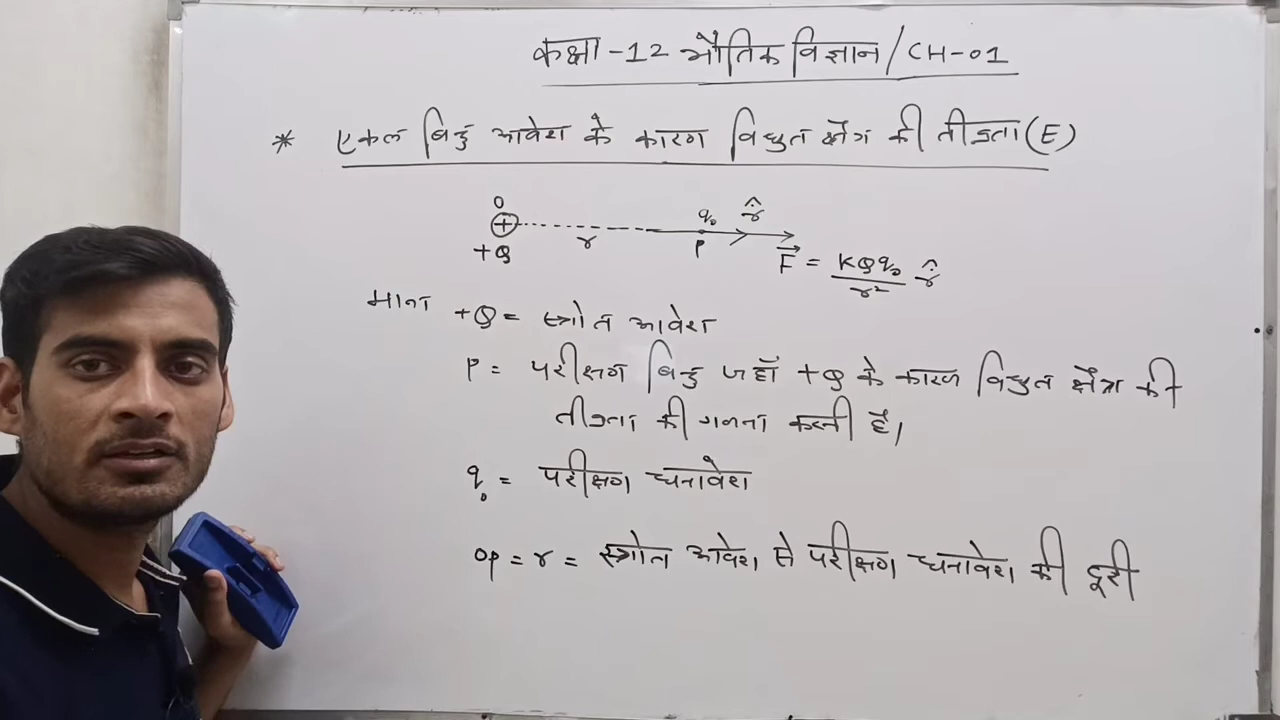 कक्षा -12 भौतिक विज्ञान / CH-01
* एकल बिन्दु आवेश के कारण विद्युत क्षेत्र की तीव्रता (E)
O q₀ r̂
+Q r P F⃗ = KQq₀/r² r̂
माना +Q = स्त्रोत आवेश
P = परीक्षण बिन्दु जहाँ +Q के कारण विद्युत क्षेत्र की
तीव्रता की गणना करनी है।
q₀ = परीक्षण धनावेश
OP = r = स्त्रोत आवेश से परीक्षण धनावेश की दूरी